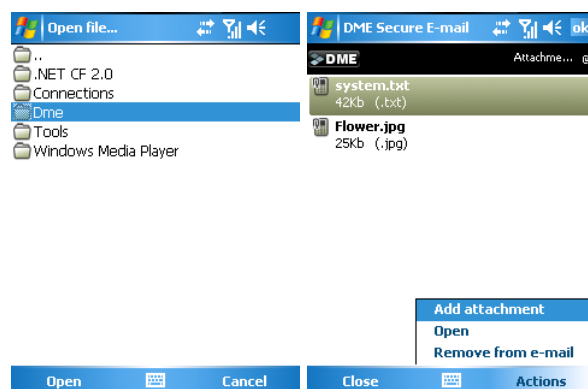 Open file...
..
.NET CF 2.0
Connections
Dme
Tools
Windows Media Player
Open
Cancel
DME Secure E-mail
ok
DME
Attachme... @
system.txt
42Kb (.txt)
Flower.jpg
25Kb (.jpg)
Add attachment
Open
Remove from e-mail
Close
Actions